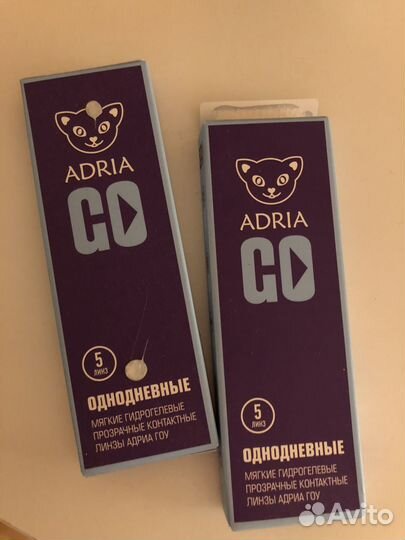 ADRIA
GO
5
ЛИНЗ
ОДНОДНЕВНЫЕ
МЯГКИЕ ГИДРОГЕЛЕВЫЕ
ПРОЗРАЧНЫЕ КОНТАКТНЫЕ
ЛИНЗЫ АДРИА ГОУ
ADRIA
GO
5
ЛИНЗ
ОДНОДНЕВНЫЕ
МЯГКИЕ ГИДРОГЕЛЕВЫЕ
ПРОЗРАЧНЫЕ КОНТАКТНЫЕ
ЛИНЗЫ АДРИА ГОУ
Avito